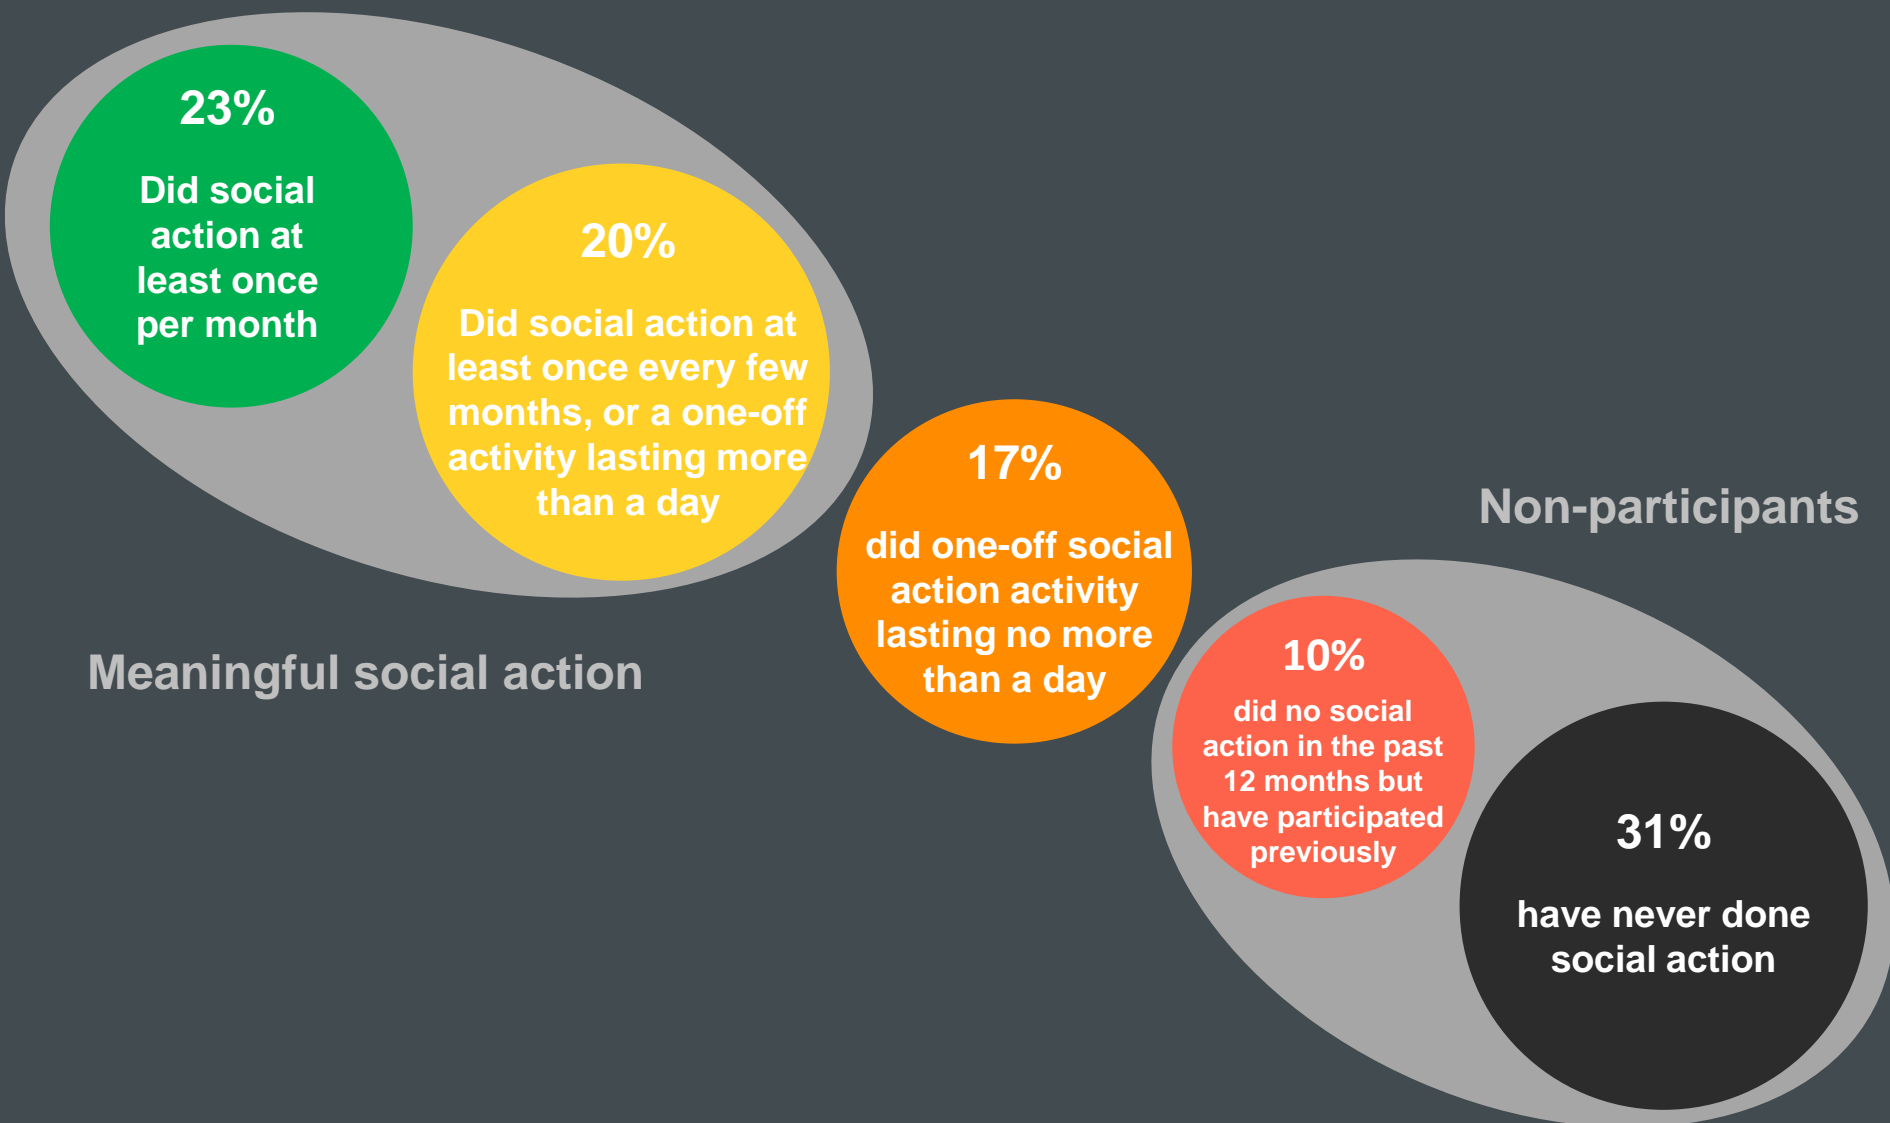 23%
Did social
action at
least once
per month
20%
Did social action at
least once every few
months, or a one-off
activity lasting more
than a day
Meaningful social action
17%
did one-off social
action activity
lasting no more
than a day
Non-participants
10%
did no social
action in the past
12 months but
have participated
previously
31%
have never done
social action